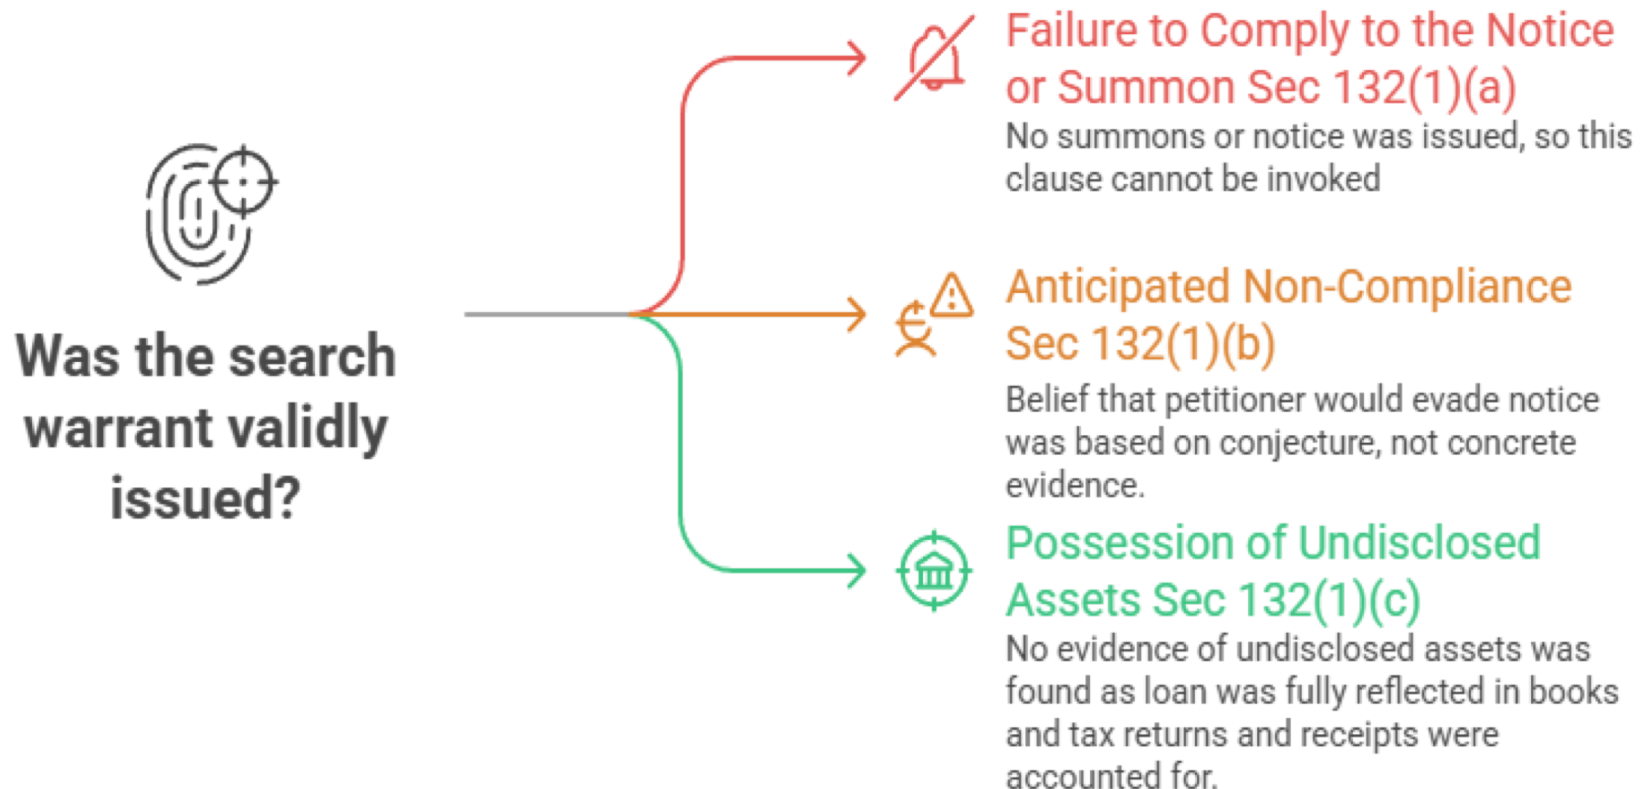 Was the search
warrant validly
issued?
Failure to Comply to the Notice
or Summon Sec 132(1)(a)
No summons or notice was issued, so this
clause cannot be invoked
Anticipated Non-Compliance
Sec 132(1)(b)
Belief that petitioner would evade notice
was based on conjecture, not concrete
evidence.
Possession of Undisclosed
Assets Sec 132(1)(c)
No evidence of undisclosed assets was
found as loan was fully reflected in books
and tax returns and receipts were
accounted for.